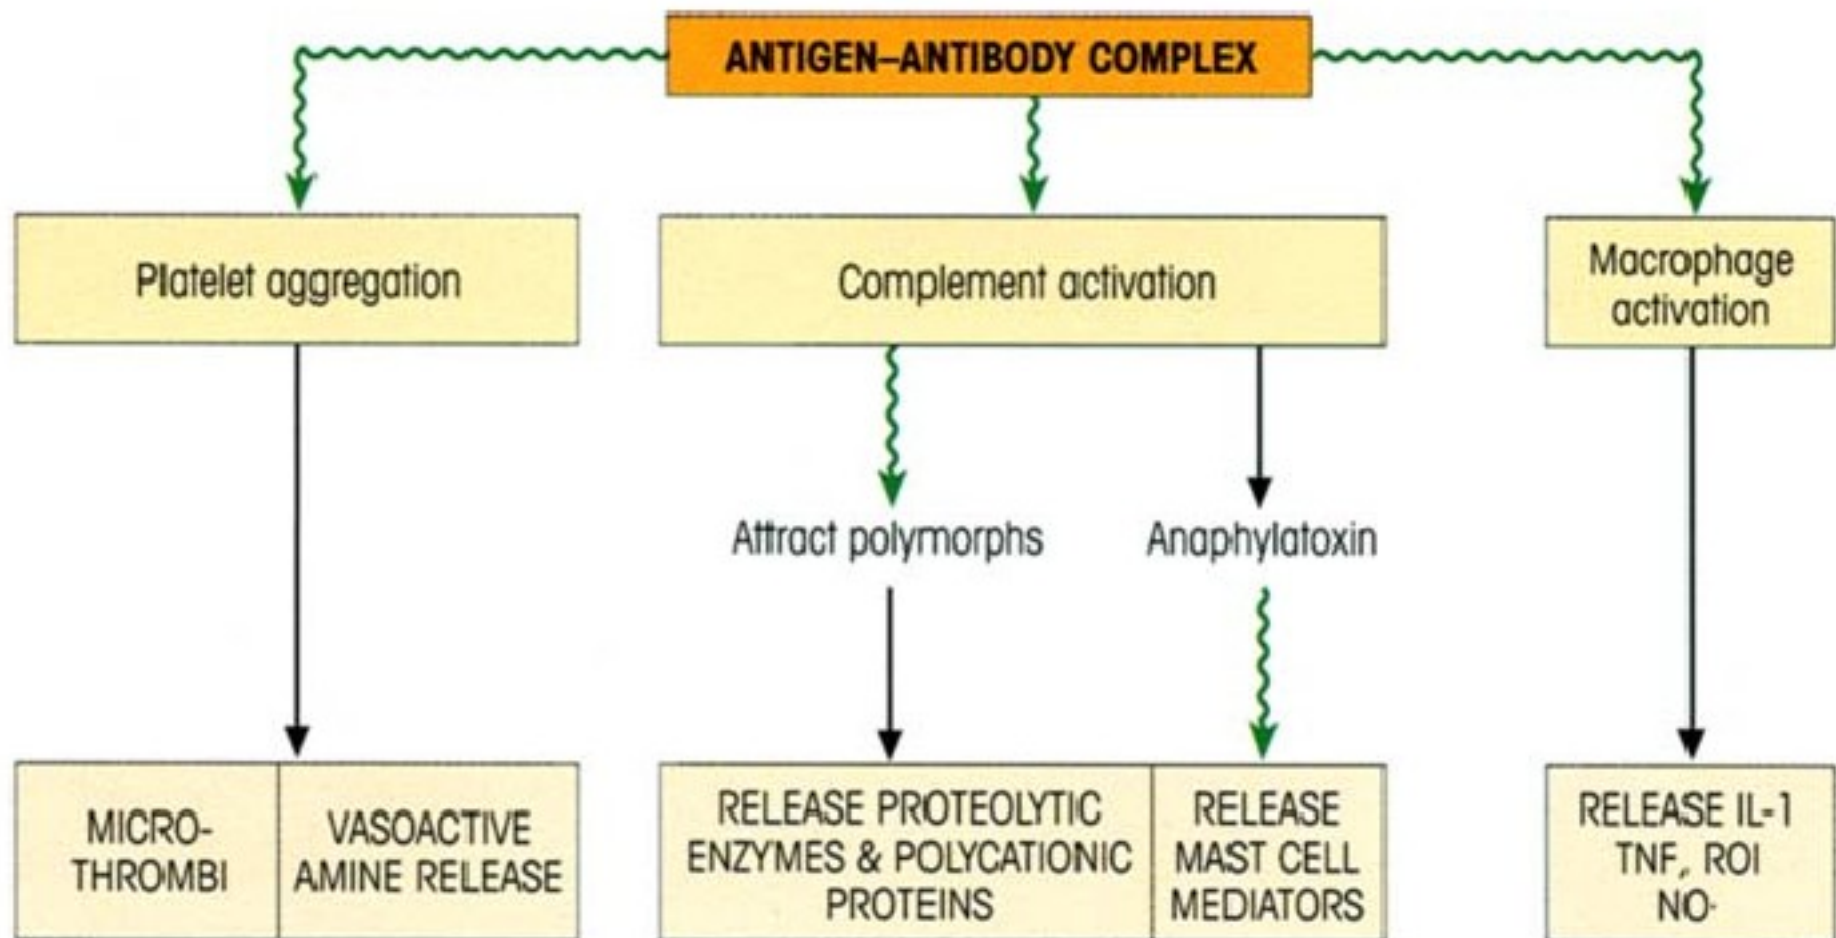 ANTIGEN–ANTIBODY COMPLEX
Platelet aggregation
Complement activation
Macrophage
activation
Attract polymorphs
Anaphylatoxin
MICRO-
THROMBI
VASOACTIVE
AMINE RELEASE
RELEASE PROTEOLYTIC
ENZYMES & POLYCATIONIC
PROTEINS
RELEASE
MAST CELL
MEDIATORS
RELEASE IL-1
TNF, ROI
NO·